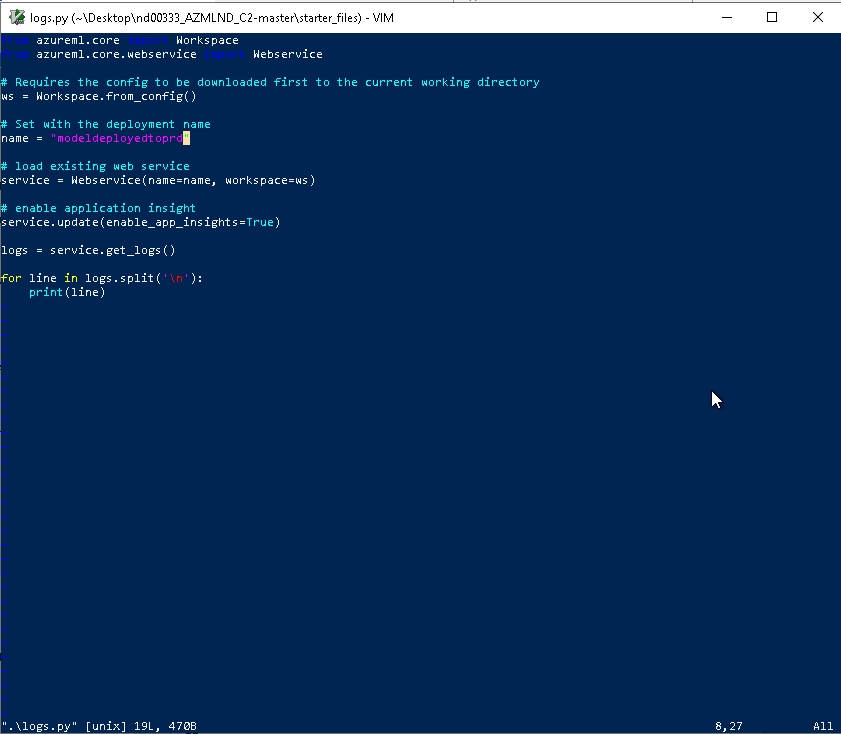 logs.py (~\Desktop\nd00333_AZMLND_C2-master\starter_files) - VIM
from azureml.core import Workspace
from azureml.core.webservice import Webservice
# Requires the config to be downloaded first to the current working directory
ws = Workspace.from_config()
# Set with the deployment name
name = "modeldeployedtoprd"
# load existing web service
service = Webservice(name=name, workspace=ws)
# enable application insight
service.update(enable_app_insights=True)
logs = service.get_logs()
for line in logs.split('\n'):
    print(line)
".\logs.py" [unix] 19L, 470B 8,27 All